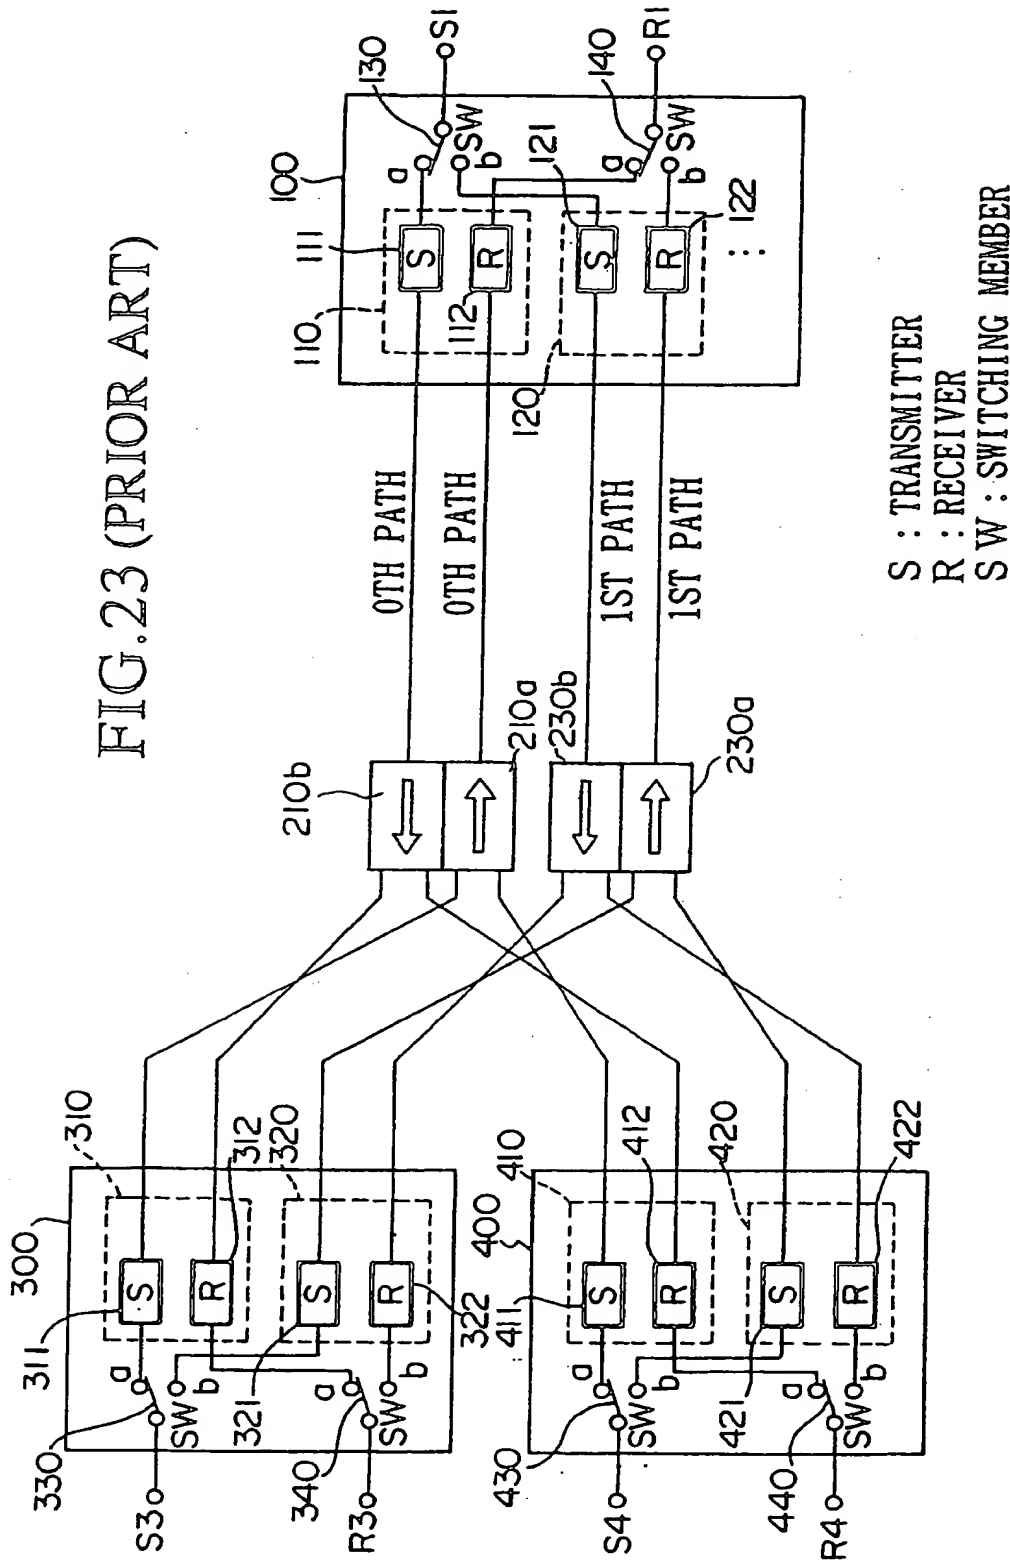 FIG.23 (PRIOR ART)
300
311
310
S
R
312
a
b
330
SW
S3
320
321
S
R
322
a
b
340
SW
R3
400
410
411
S
R
412
a
b
430
SW
S4
420
421
S
R
422
a
b
440
SW
R4
210b
210a
230b
230a
0TH PATH
0TH PATH
1ST PATH
1ST PATH
100
110
111
S
R
112
a
b
130
SW
S1
120
121
S
R
122
a
b
140
SW
R1
S : TRANSMITTER
R : RECEIVER
SW : SWITCHING MEMBER